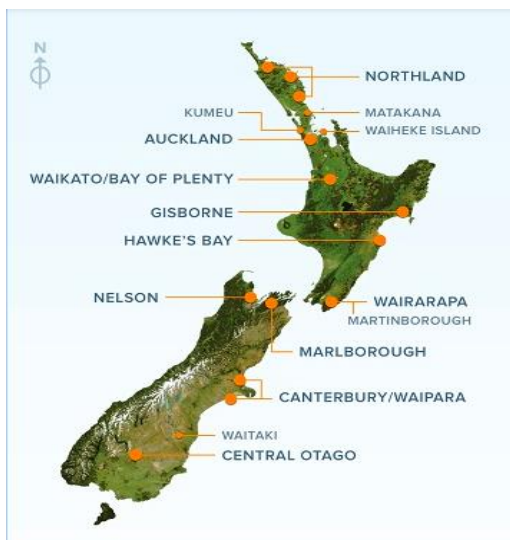 N
NORTHLAND
KUMEU
MATAKANA
WAIHEKE ISLAND
AUCKLAND
WAIKATO/BAY OF PLENTY
GISBORNE
HAWKE'S BAY
NELSON
WAIRARAPA
MARTINBOROUGH
MARLBOROUGH
CANTERBURY/WAIPARA
WAITAKI
CENTRAL OTAGO